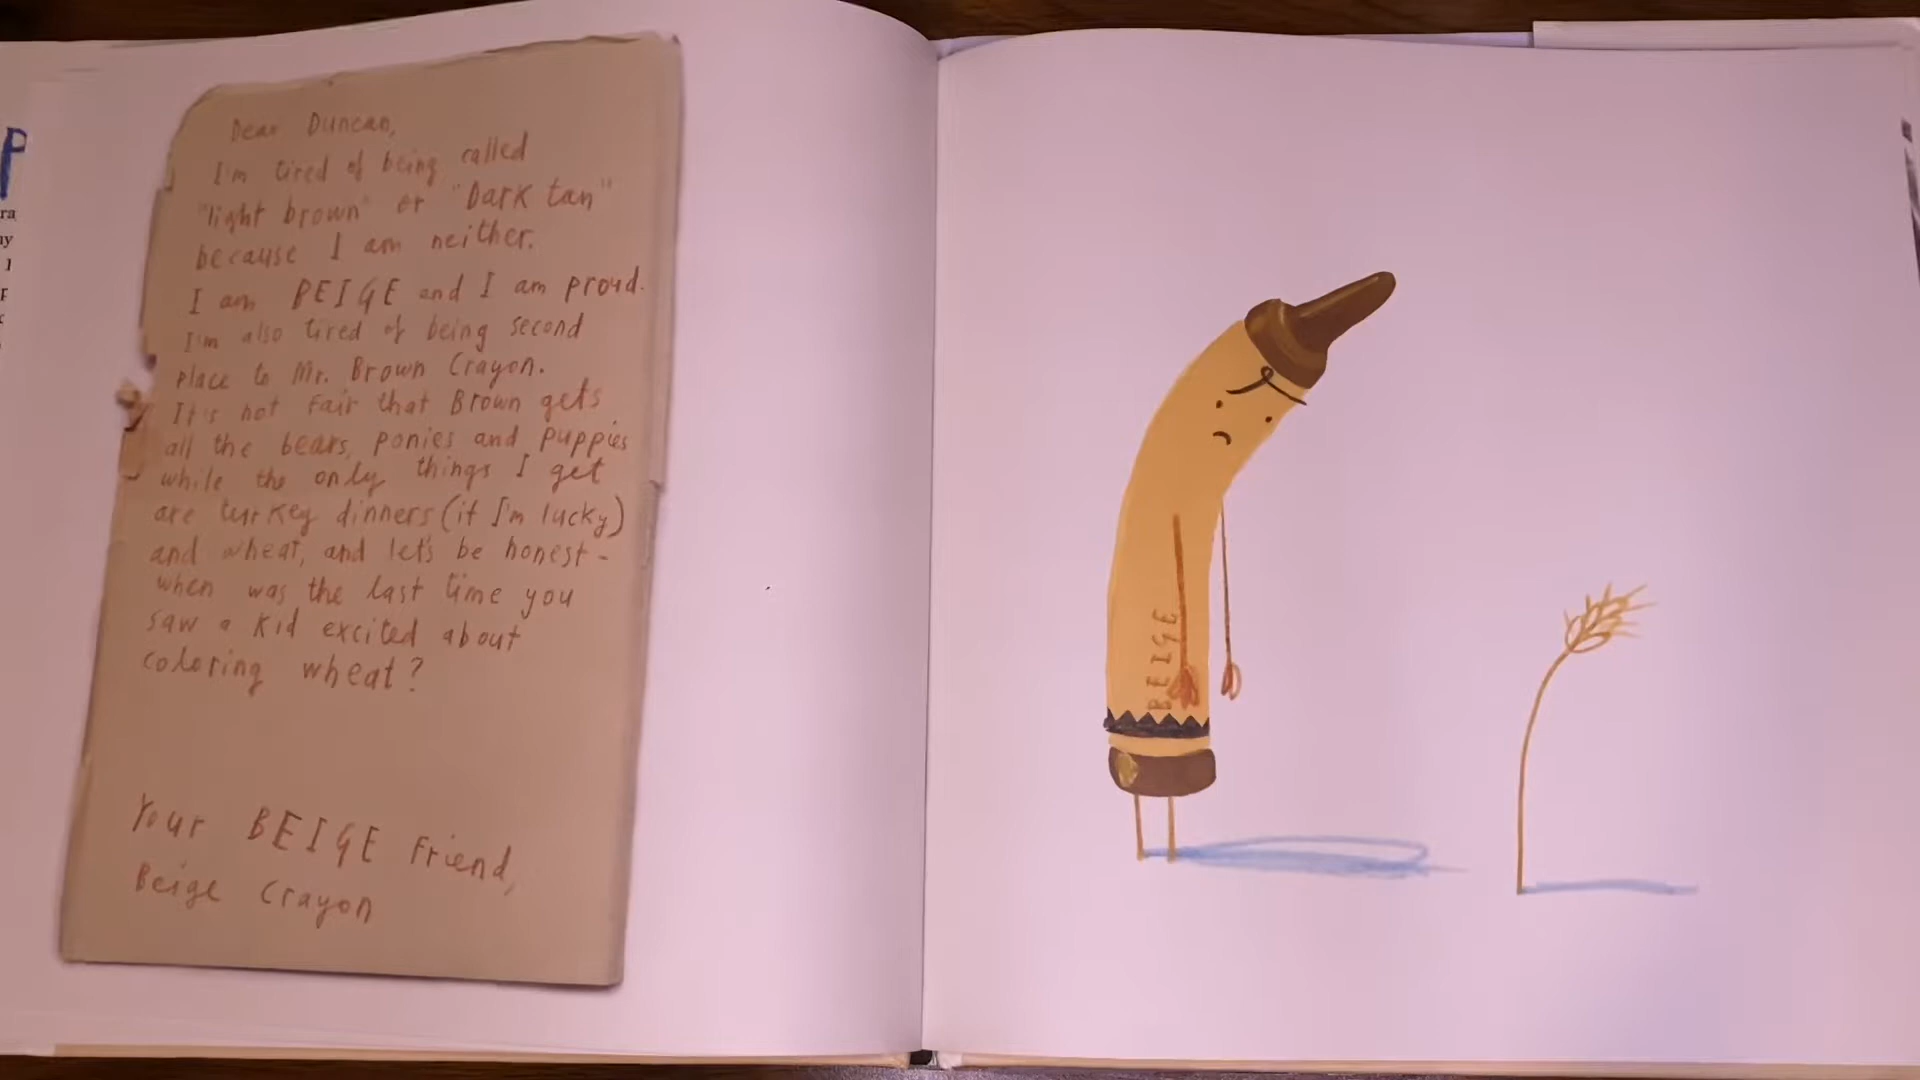 Dear Duncan,
I'm tired of being called
"light brown" or "Dark tan"
because I am neither.
I am BEIGE and I am proud.
I'm also tired of being second
place to Mr. Brown Crayon.
It's not fair that Brown gets
all the bears, ponies and puppies
while the only things I get
are turkey dinners (if I'm lucky)
and wheat, and let's be honest -
when was the last time you
saw a kid excited about
coloring wheat?
Your BEIGE friend,
Beige Crayon
BEIGE